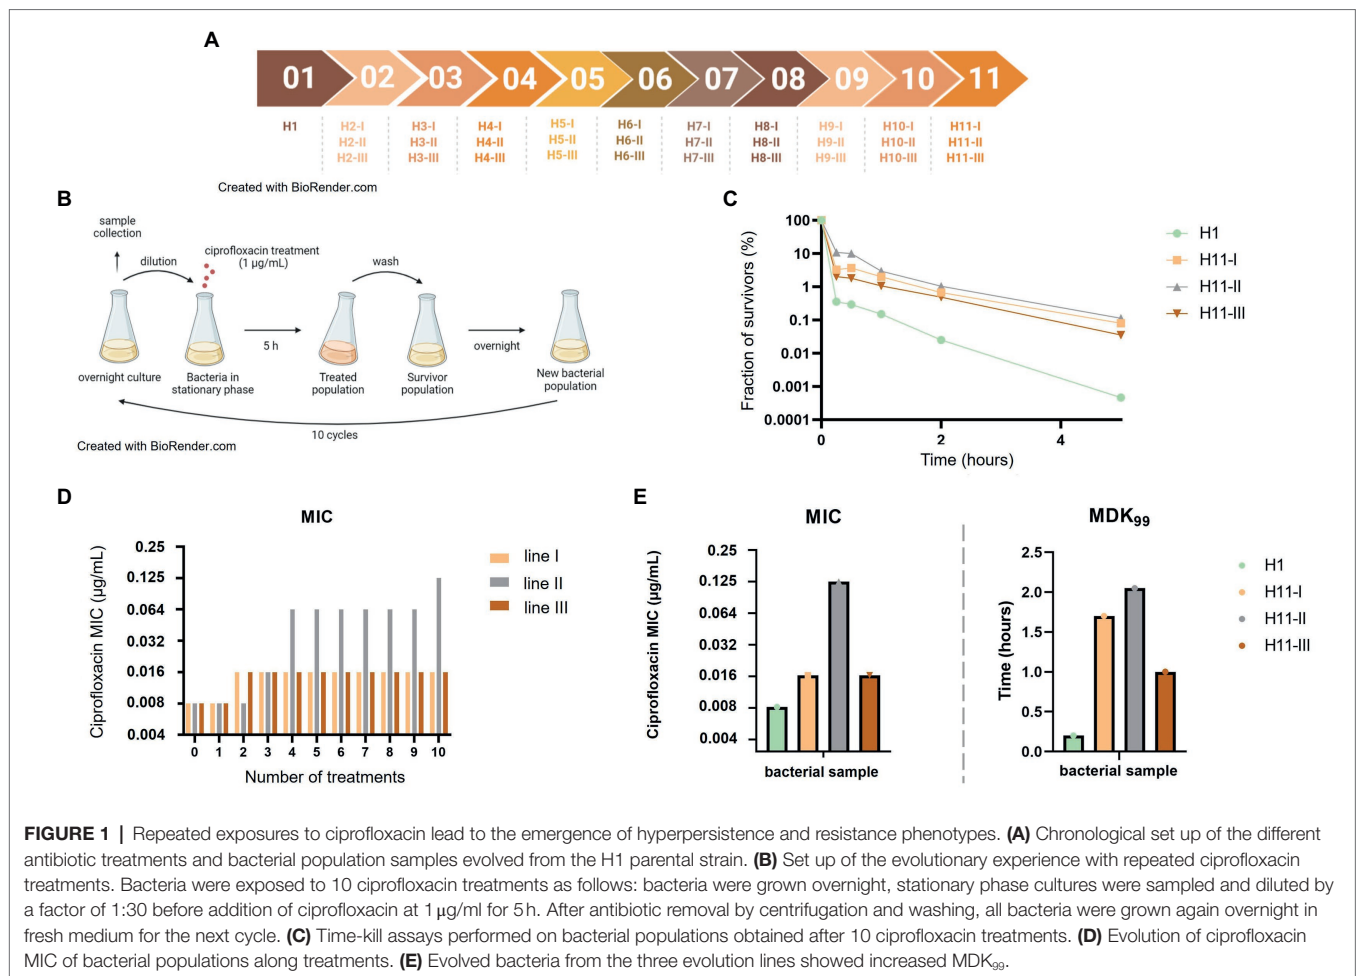 A
01 02 03 04 05 06 07 08 09 10 11
H1 H2-I H3-I H4-I H5-I H6-I H7-I H8-I H9-I H10-I H11-I
H2-II H3-II H4-II H5-II H6-II H7-II H8-II H9-II H10-II H11-II
H2-III H3-III H4-III H5-III H6-III H7-III H8-III H9-III H10-III H11-III
Created with BioRender.com
B
sample
collection
dilution
ciprofloxacin treatment
(1 µg/mL)
wash
5 h
overnight
overnight culture
Bacteria in
stationary phase
Treated
population
Survivor
population
New bacterial
population
10 cycles
Created with BioRender.com
C
Fraction of survivors (%)
100
10
1
0.1
0.01
0.001
0.0001
0 2 4
Time (hours)
H1
H11-I
H11-II
H11-III
D
MIC
Ciprofloxacin MIC (µg/mL)
0.25
0.125
0.064
0.032
0.016
0.008
0.004
0 1 2 3 4 5 6 7 8 9 10
Number of treatments
line I
line II
line III
E
MIC
Ciprofloxacin MIC (µg/mL)
0.25
0.125
0.064
0.032
0.016
0.008
0.004
bacterial sample
MDK99
Time (hours)
2.5
2.0
1.5
1.0
0.5
0.0
bacterial sample
H1
H11-I
H11-II
H11-III
FIGURE 1 | Repeated exposures to ciprofloxacin lead to the emergence of hyperpersistence and resistance phenotypes. (A) Chronological set up of the different
antibiotic treatments and bacterial population samples evolved from the H1 parental strain. (B) Set up of the evolutionary experience with repeated ciprofloxacin
treatments. Bacteria were exposed to 10 ciprofloxacin treatments as follows: bacteria were grown overnight, stationary phase cultures were sampled and diluted by
a factor of 1:30 before addition of ciprofloxacin at 1 µg/ml for 5 h. After antibiotic removal by centrifugation and washing, all bacteria were grown again overnight in
fresh medium for the next cycle. (C) Time-kill assays performed on bacterial populations obtained after 10 ciprofloxacin treatments. (D) Evolution of ciprofloxacin
MIC of bacterial populations along treatments. (E) Evolved bacteria from the three evolution lines showed increased MDK99.